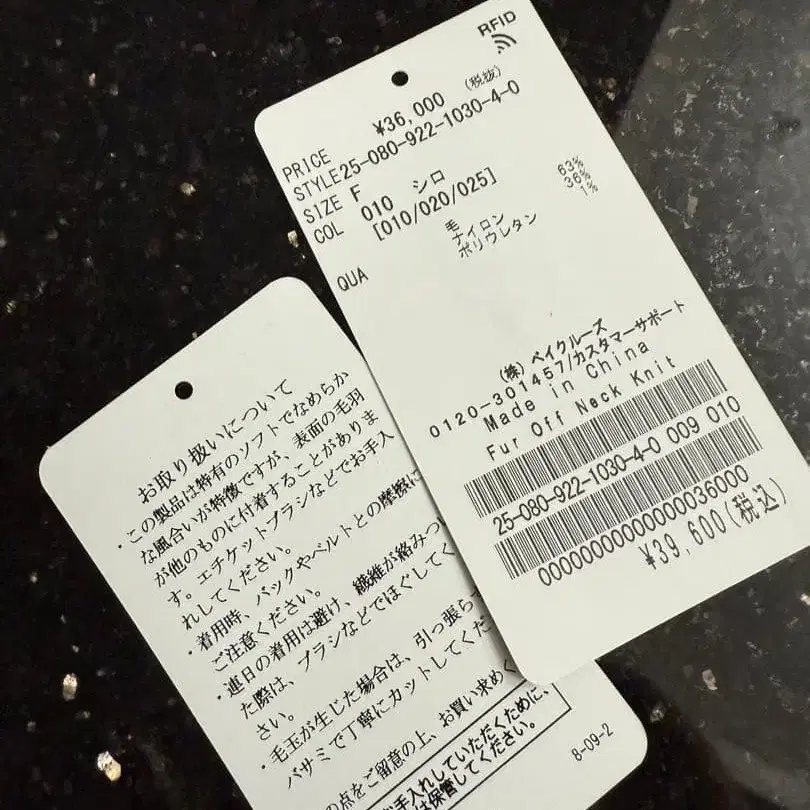 RFID
PRICE ¥36,000 (税抜)
STYLE 25-080-922-1030-4-0
SIZE F
COL 010 シロ
[010/020/025]
毛 63%
ナイロン 36%
ポリウレタン 1%
QUA
(株) ベイクルーズ
0120-301457/カスタマーサポート
Made in China
Fur Off Neck Knit
25-080-922-1030-4-0 009 010
0000000000000000036000
¥39,600(税込)
お取り扱いについて
・この製品は特有のソフトでなめらか
な風合いが特徴ですが、表面の毛羽
が他のものに付着することがありま
す。エチケットブラシなどでお手入
れしてください。
・着用時、バックやベルトとの摩擦に
ご注意ください。
・連日の着用は避け、繊維が絡みつい
た際は、ブラシなどでほぐしてく
さい。
・毛玉が生じた場合は、引っ張ら
バサミで丁寧にカットしてくだ
の点をご留意の上、お買い求めく
手入れしていただくために、
保管してください。
8-09-2